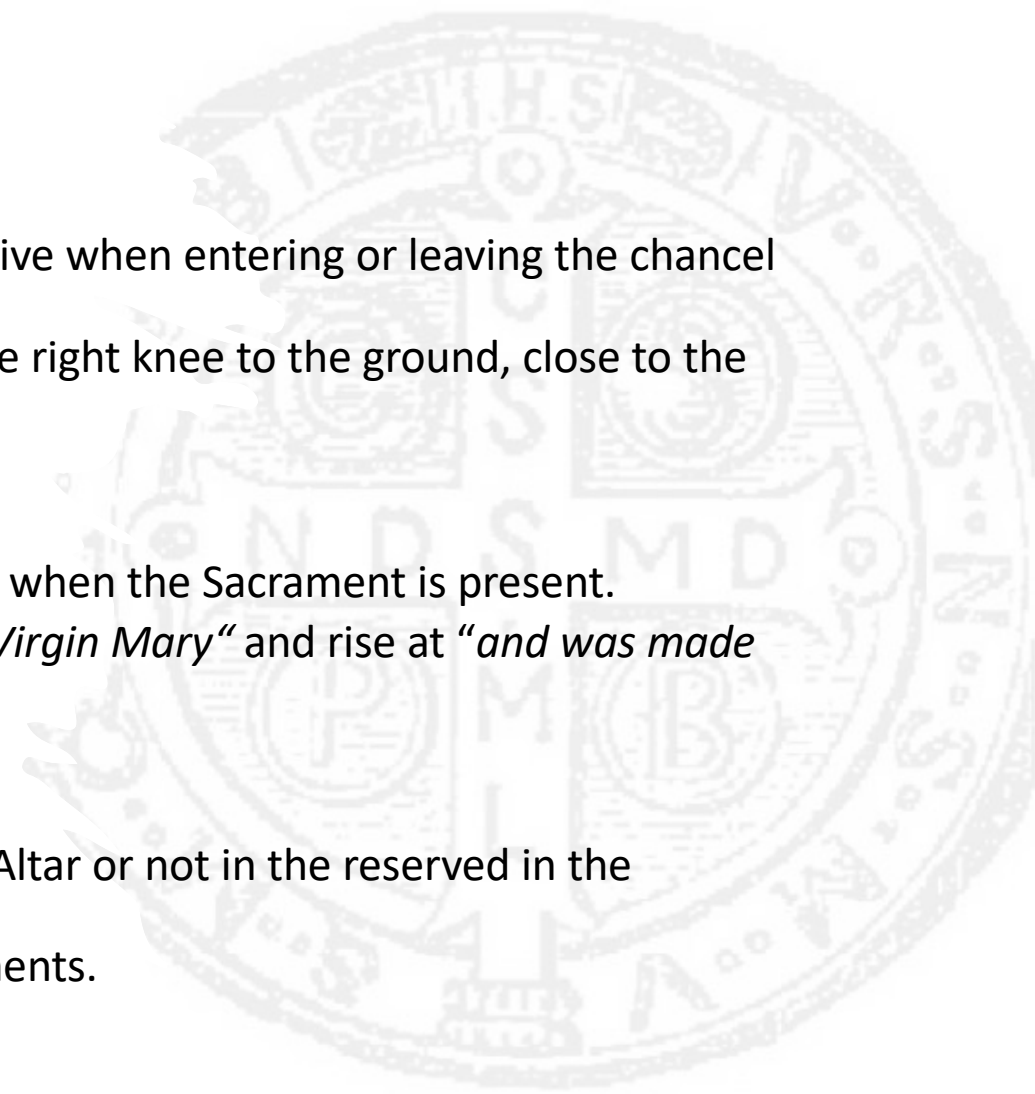 ive when entering or leaving the chancel
e right knee to the ground, close to the
when the Sacrament is present.
Virgin Mary“ and rise at “and was made
Altar or not in the reserved in the
ents.
I.H.S
V R S N S M V
C
S
S
N D S M D
M
L
P
B